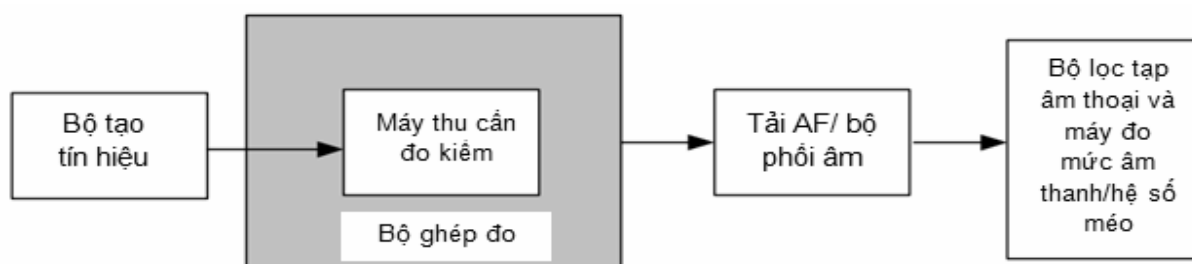 Bộ tạo
tín hiệu
Máy thu cần
đo kiểm
Bộ ghép đo
Tải AF/ bộ
phối âm
Bộ lọc tạp
âm thoại và
máy đo
mức âm
thanh/hệ số
méo